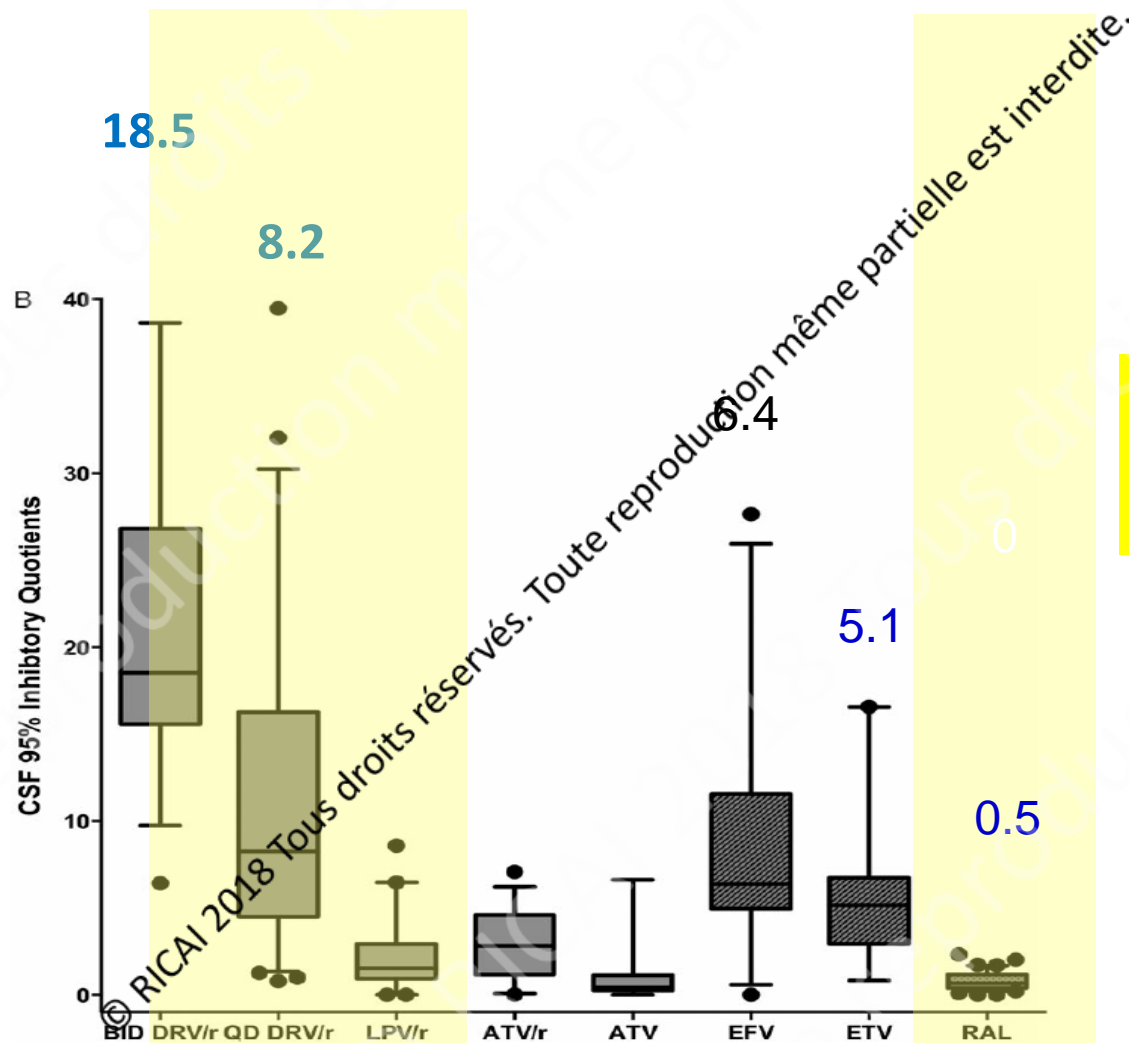 18.5
8.2
B
40
30
20
10
0
CSF 95% Inhibtory Quotients
6.4
0
5.1
0.5
BID DRV/r QD DRV/r LPV/r ATV/r ATV EFV ETV RAL
© RICAI 2018 Tous droits réservés. Toute reproduction même partielle est interdite.